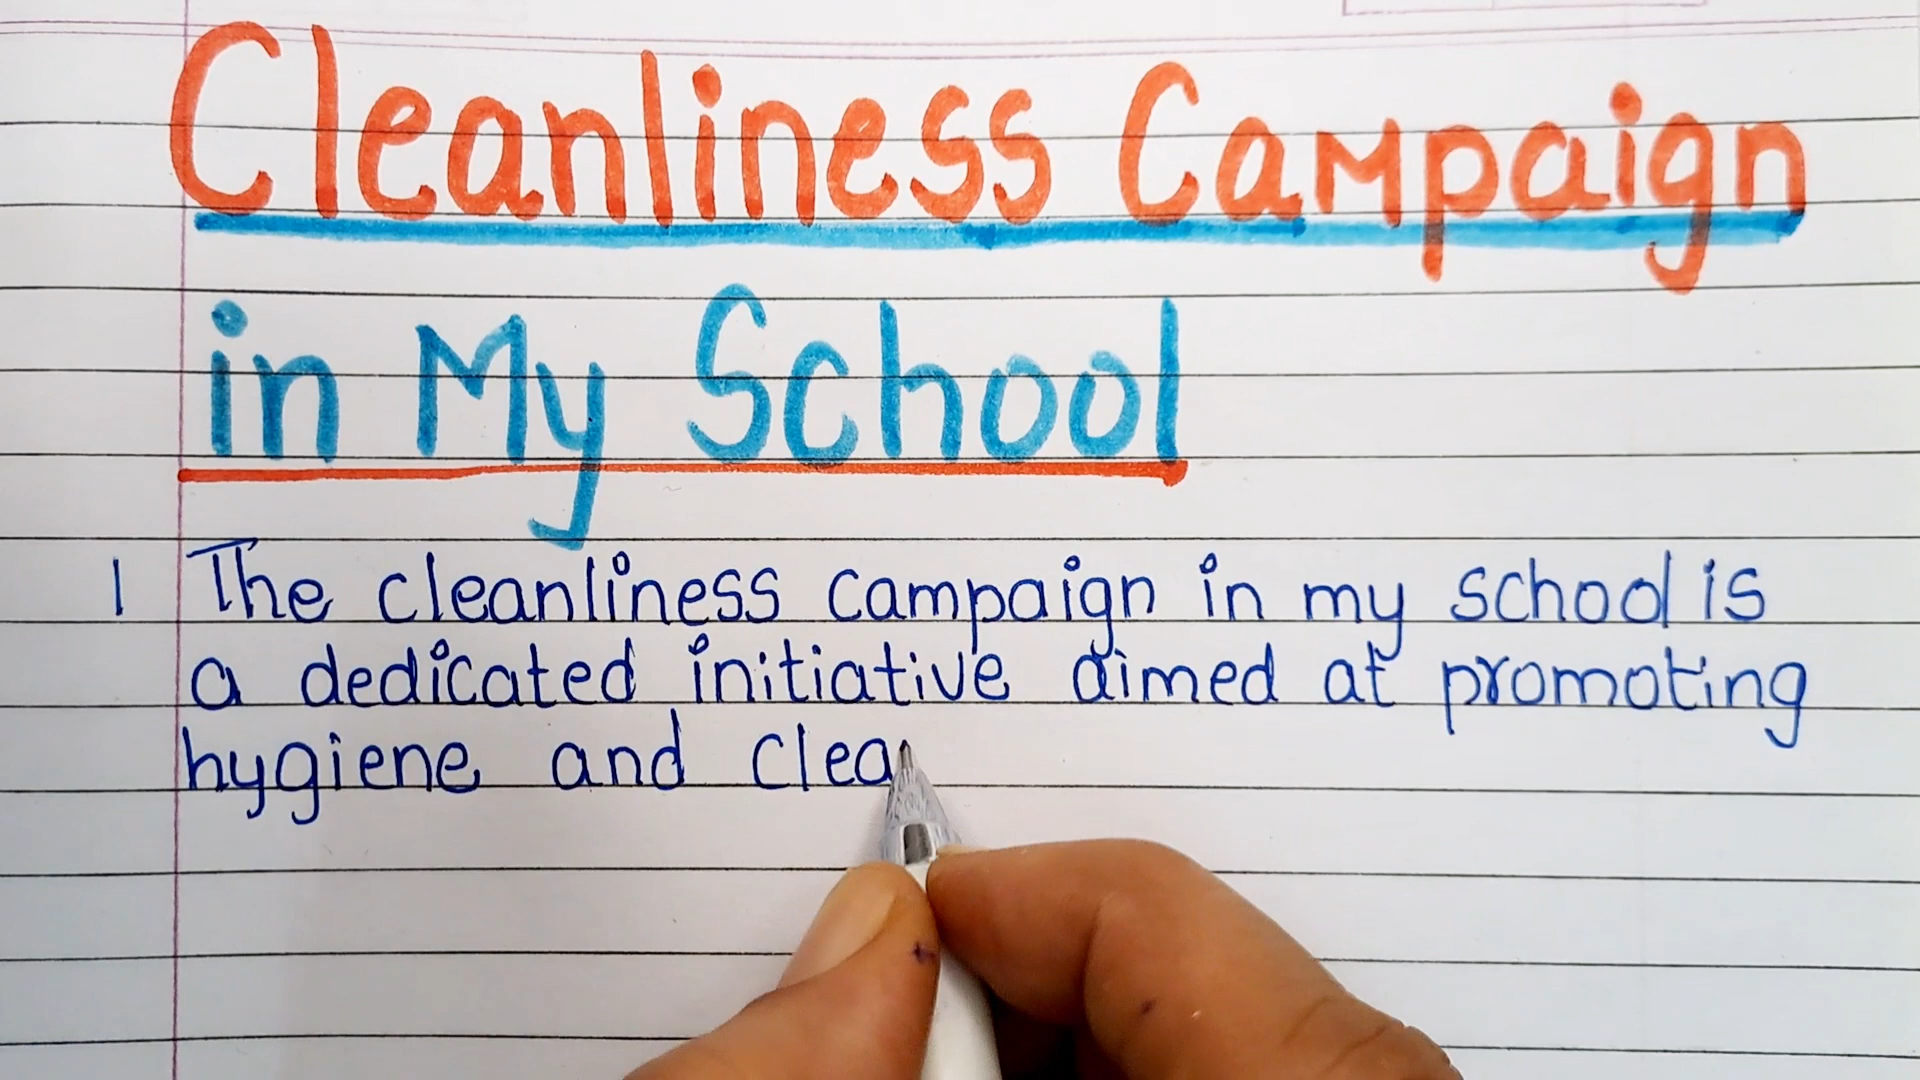 Cleanliness Campaign
in My School
1 The cleanliness campaign in my school is
a dedicated initiative aimed at promoting
hygiene and clea